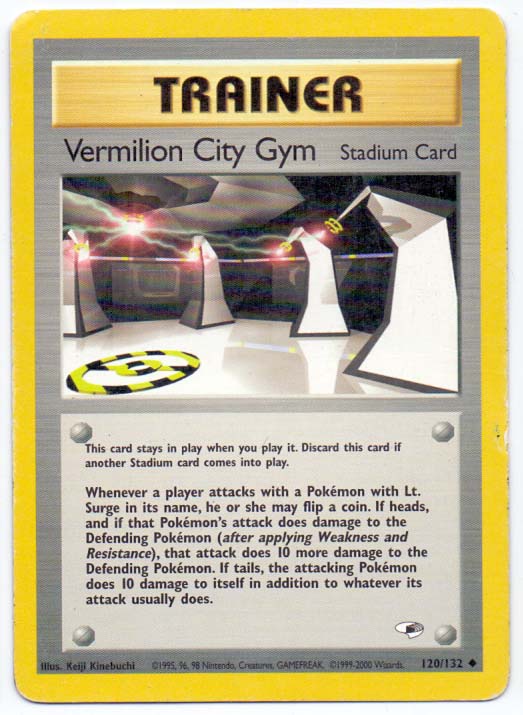 TRAINER
Vermilion City Gym Stadium Card
This card stays in play when you play it. Discard this card if
another Stadium card comes into play.
Whenever a player attacks with a Pokémon with Lt.
Surge in its name, he or she may flip a coin. If heads,
and if that Pokémon's attack does damage to the
Defending Pokémon (after applying Weakness and
Resistance), that attack does 10 more damage to the
Defending Pokémon. If tails, the attacking Pokémon
does 10 damage to itself in addition to whatever its
attack usually does.
Illus. Keiji Kinebuchi ©1995, 96, 98 Nintendo, Creatures, GAMEFREAK. ©1999-2000 Wizards. 120/132